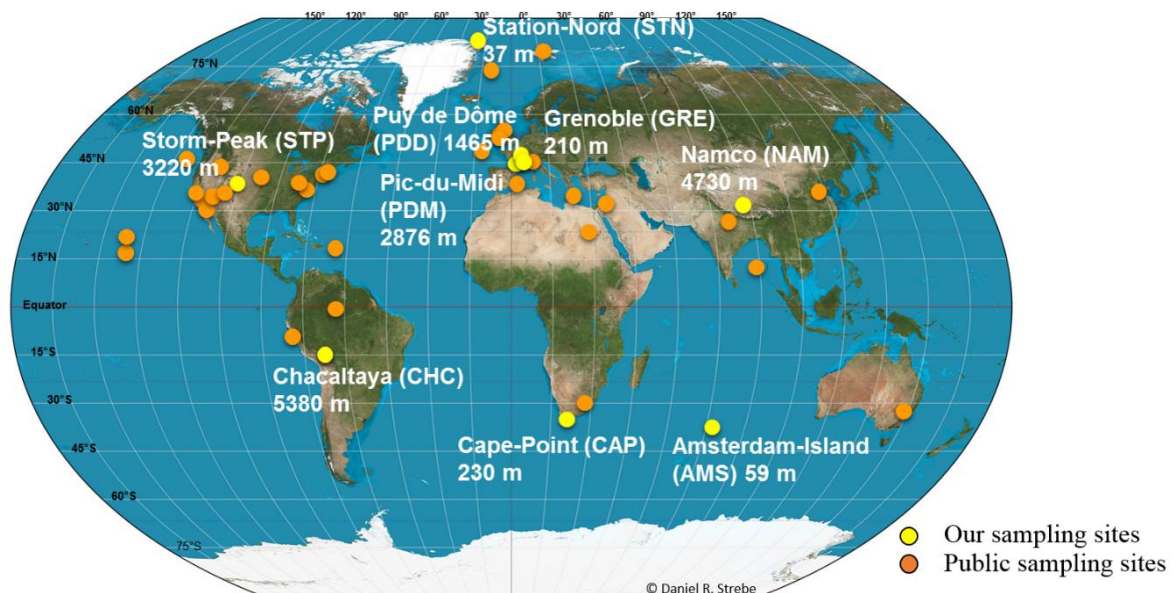 150° 120° 90° 60° 30° 0° 30° 60° 90° 120° 150°
Station-Nord (STN)
37 m
75°N
60°N
Puy de Dôme
(PDD) 1465 m
Grenoble (GRE)
210 m
Storm-Peak (STP)
3220 m
45°N
Namco (NAM)
4730 m
Pic-du-Midi
(PDM)
2876 m
30°N
15°N
Equator
15°S
Chacaltaya (CHC)
5380 m
30°S
Cape-Point (CAP)
230 m
Amsterdam-Island
(AMS) 59 m
45°S
60°S
75°S
Our sampling sites
Public sampling sites
© Daniel R. Strebe